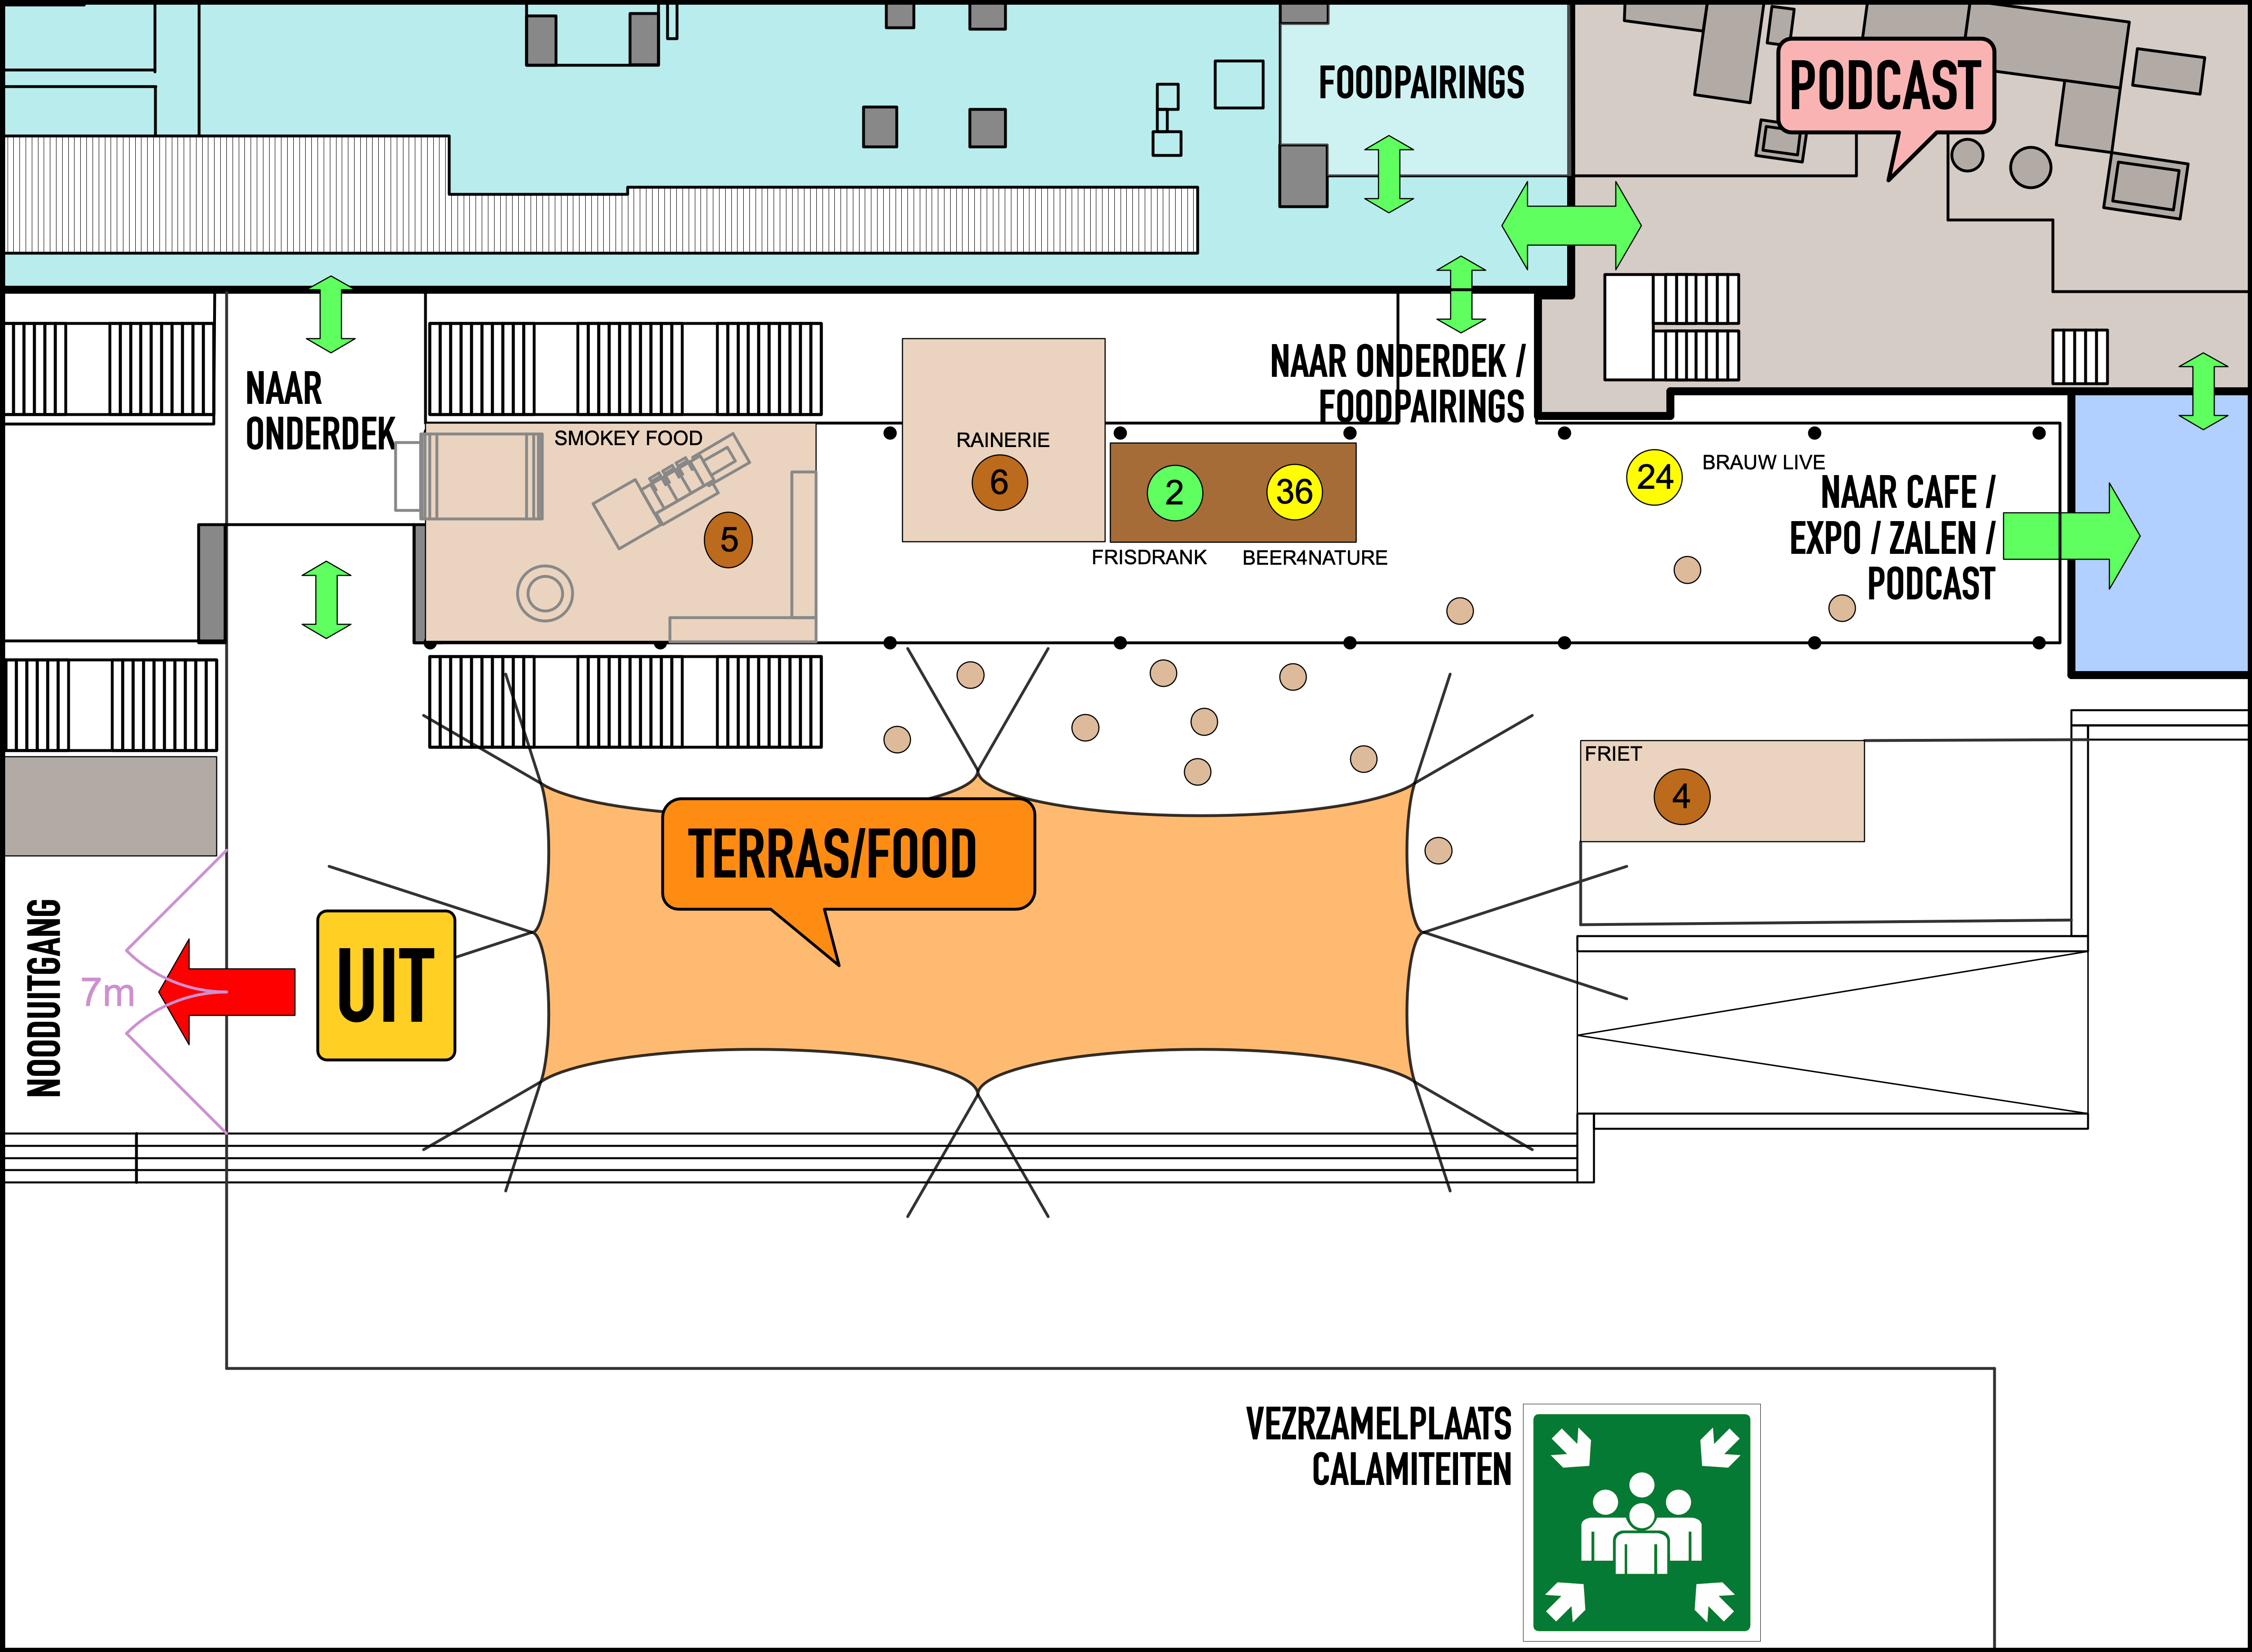 FOODPAIRINGS
PODCAST
NAAR
ONDERDEK
NAAR ONDERDEK /
FOODPAIRINGS
SMOKEY FOOD
5
RAINERIE
6
2
36
FRISDRANK
BEER4NATURE
24
BRAUW LIVE
NAAR CAFE /
EXPO / ZALEN /
PODCAST
FRIET
4
TERRAS/FOOD
NOODUITGANG
7m
UIT
VEZRZAMELPLAATS
CALAMITEITEN